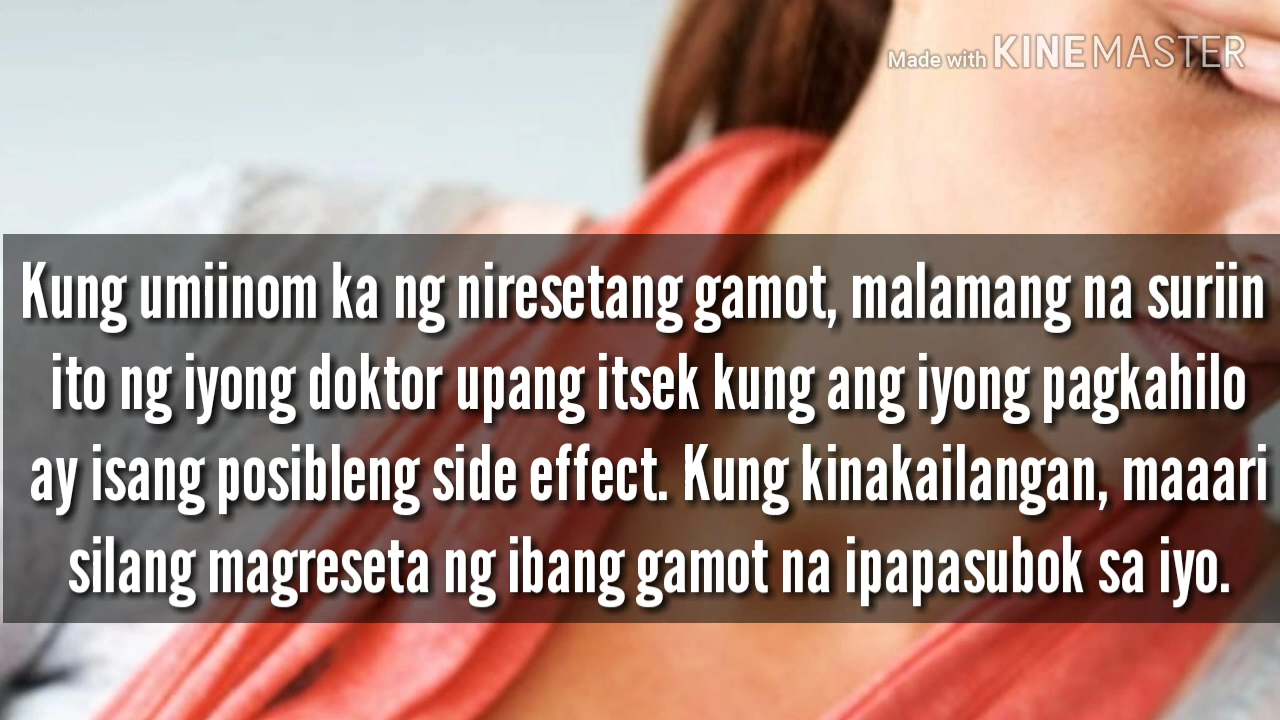 Made with KINEMASTER
Kung umiinom ka ng niresetang gamot, malamang na suriin
ito ng iyong doktor upang itsek kung ang iyong pagkahilo
ay isang posibleng side effect. Kung kinakailangan, maaari
silang magreseta ng ibang gamot na ipapasubok sa iyo.